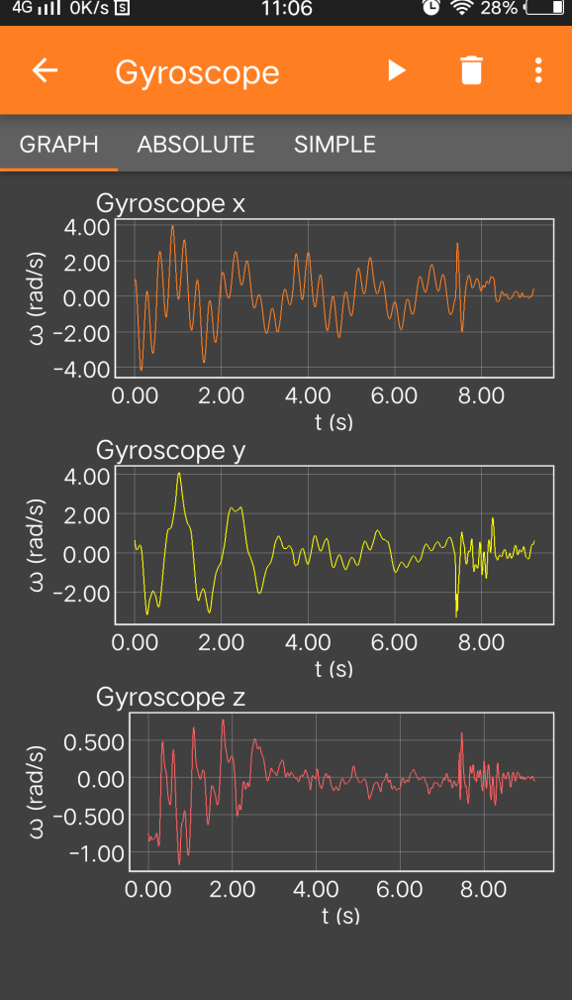 4G 0K/s S 11:06 28%
Gyroscope
GRAPH ABSOLUTE SIMPLE
Gyroscope x
ω (rad/s)
4.00
2.00
0.00
−2.00
−4.00
0.00 2.00 4.00 6.00 8.00
t (s)
Gyroscope y
ω (rad/s)
4.00
2.00
0.00
−2.00
0.00 2.00 4.00 6.00 8.00
t (s)
Gyroscope z
ω (rad/s)
0.500
0.00
−0.500
−1.00
0.00 2.00 4.00 6.00 8.00
t (s)